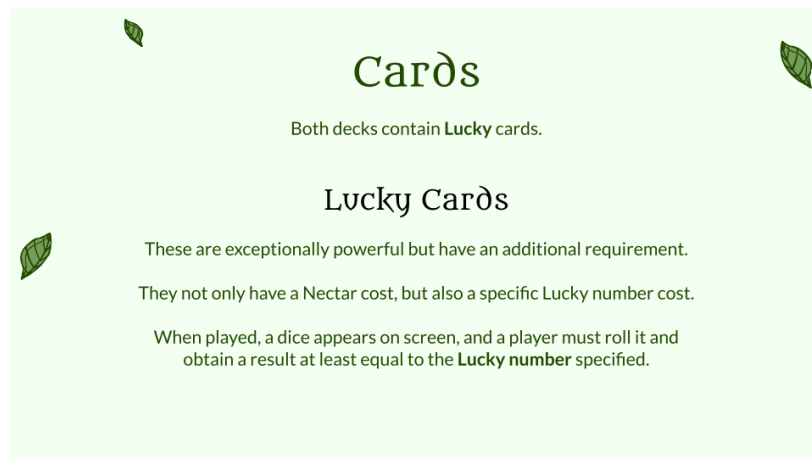 Cards
Both decks contain Lucky cards.
Lucky Cards
These are exceptionally powerful but have an additional requirement.
They not only have a Nectar cost, but also a specific Lucky number cost.
When played, a dice appears on screen, and a player must roll it and
obtain a result at least equal to the Lucky number specified.